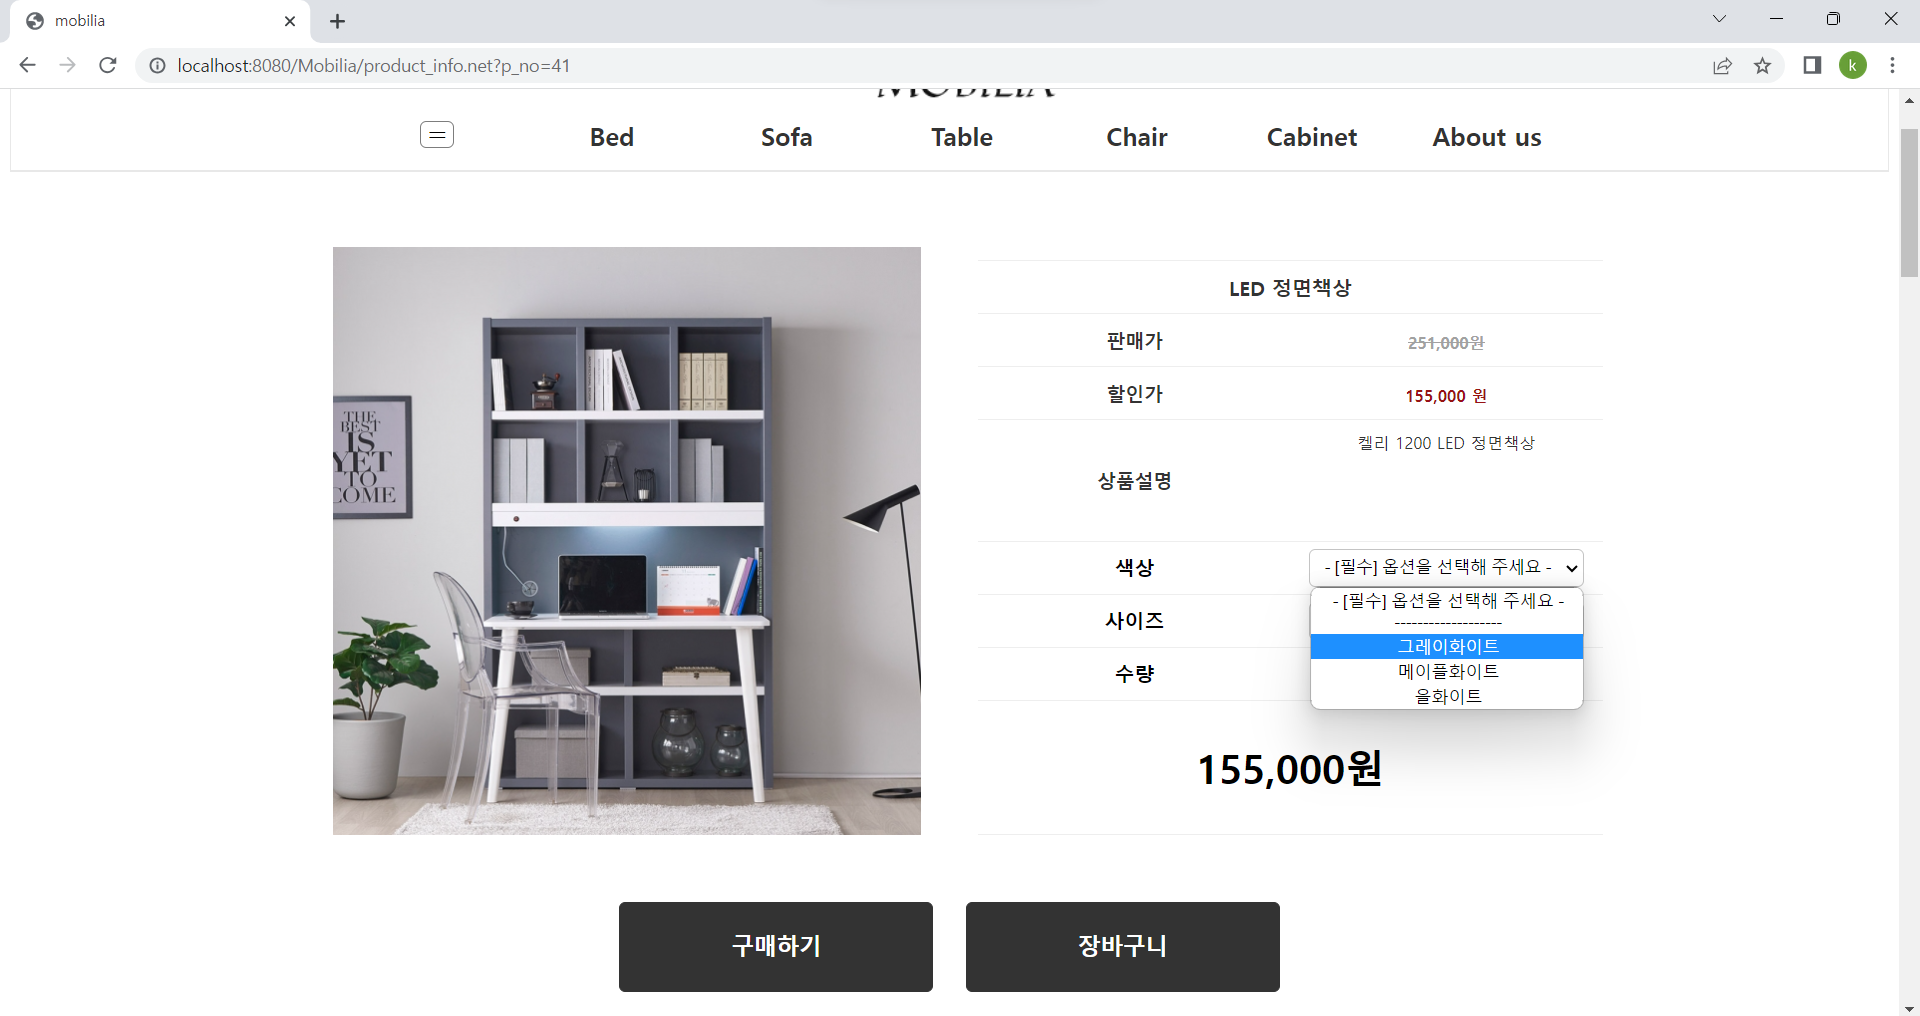 mobilia
localhost:8080/Mobilia/product_info.net?p_no=41
k
MOBILIA
Bed Sofa Table Chair Cabinet About us
THE
BEST
IS
YET
TO
COME
LED 정면책상
판매가 251,000원
할인가 155,000 원
상품설명 켈리 1200 LED 정면책상
색상 - [필수] 옵션을 선택해 주세요 -
- [필수] 옵션을 선택해 주세요 -
-------------------
사이즈
그레이화이트
메이플화이트
수량
올화이트
155,000원
구매하기 장바구니